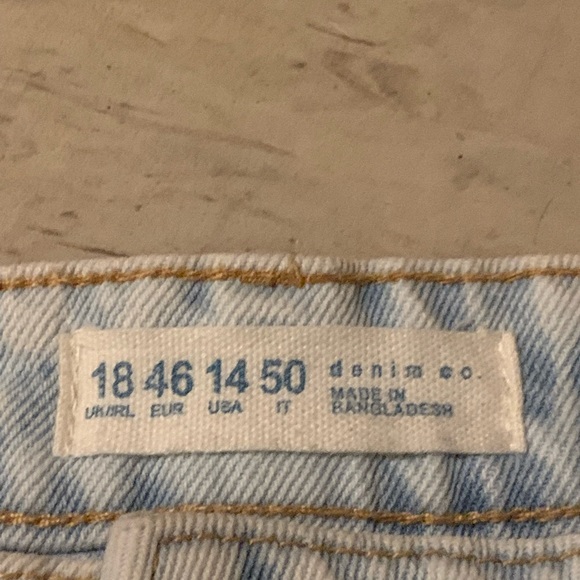 18 46 14 50 denim co.
UK/IRL EUR USA IT MADE IN
BANGLADESH